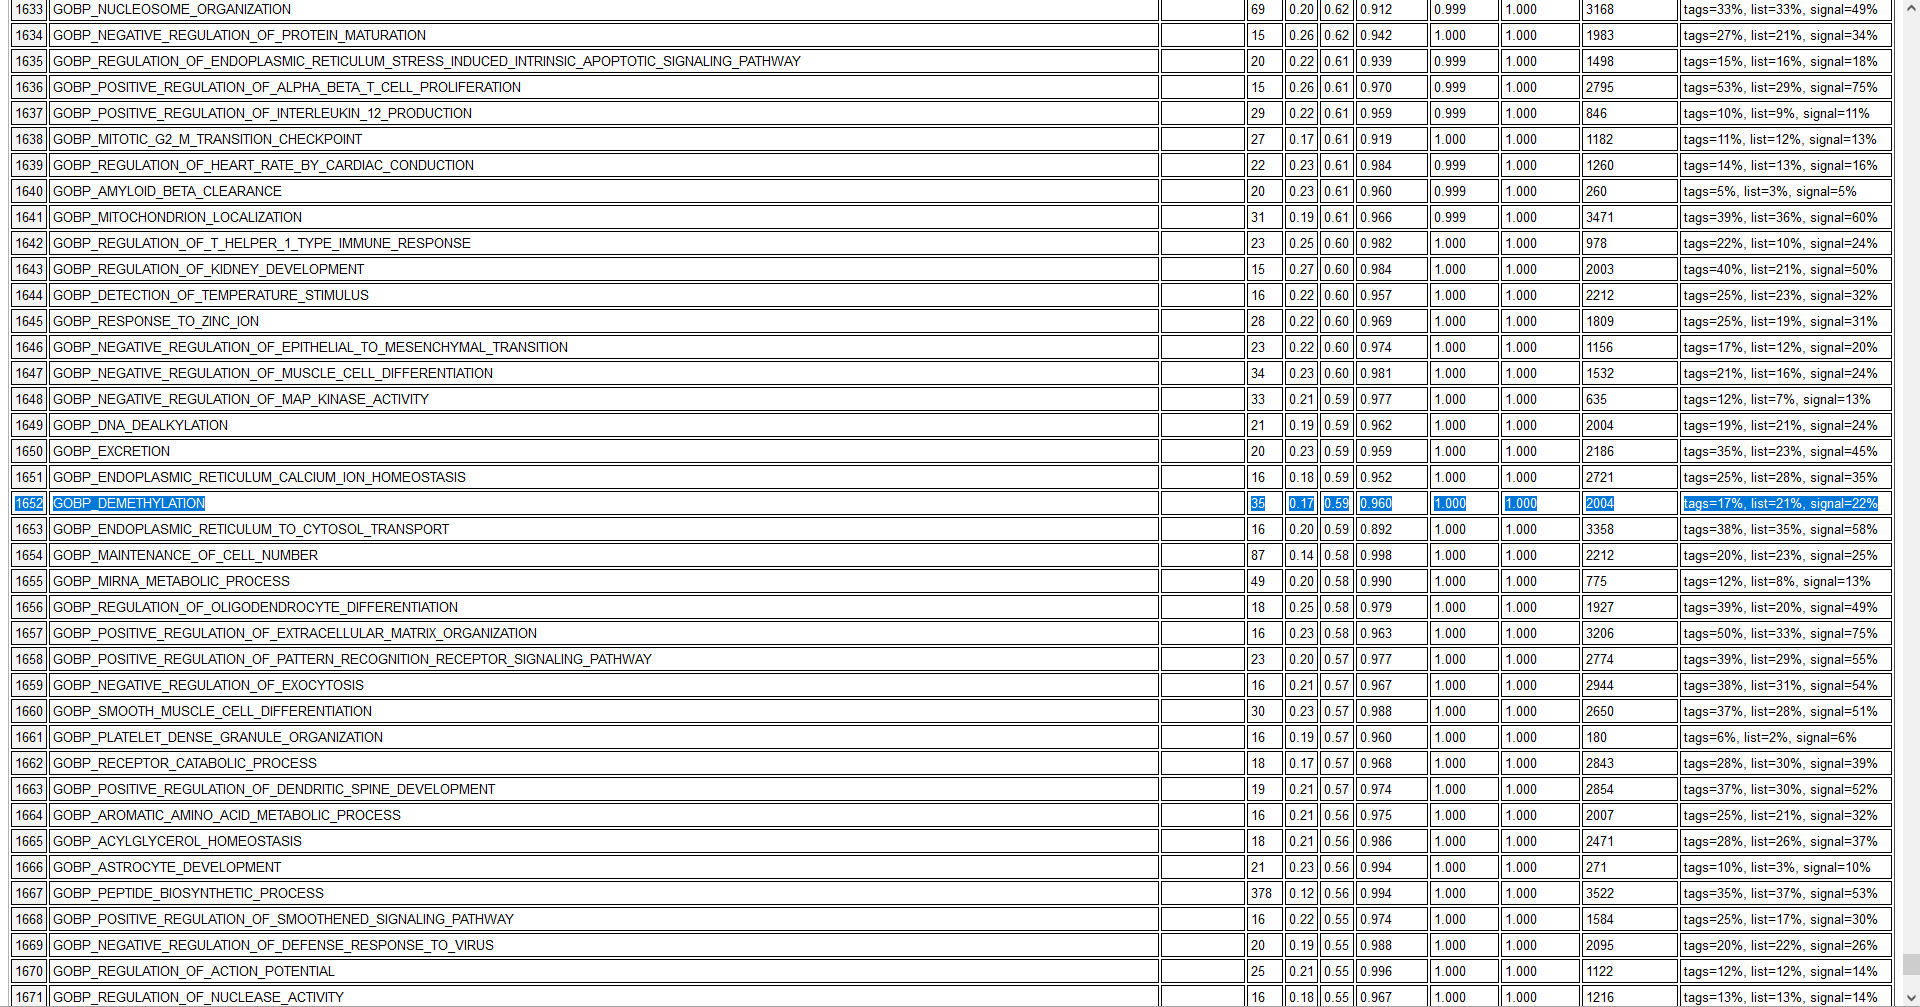 1633 GOBP_NUCLEOSOME_ORGANIZATION 69 0.20 0.62 0.912 0.999 1.000 3168 tags=33%, list=33%, signal=49%
1634 GOBP_NEGATIVE_REGULATION_OF_PROTEIN_MATURATION 15 0.26 0.62 0.942 1.000 1.000 1983 tags=27%, list=21%, signal=34%
1635 GOBP_REGULATION_OF_ENDOPLASMIC_RETICULUM_STRESS_INDUCED_INTRINSIC_APOPTOTIC_SIGNALING_PATHWAY 20 0.22 0.61 0.939 0.999 1.000 1498 tags=15%, list=16%, signal=18%
1636 GOBP_POSITIVE_REGULATION_OF_ALPHA_BETA_T_CELL_PROLIFERATION 15 0.26 0.61 0.970 0.999 1.000 2795 tags=53%, list=29%, signal=75%
1637 GOBP_POSITIVE_REGULATION_OF_INTERLEUKIN_12_PRODUCTION 29 0.22 0.61 0.959 0.999 1.000 846 tags=10%, list=9%, signal=11%
1638 GOBP_MITOTIC_G2_M_TRANSITION_CHECKPOINT 27 0.17 0.61 0.919 1.000 1.000 1182 tags=11%, list=12%, signal=13%
1639 GOBP_REGULATION_OF_HEART_RATE_BY_CARDIAC_CONDUCTION 22 0.23 0.61 0.984 0.999 1.000 1260 tags=14%, list=13%, signal=16%
1640 GOBP_AMYLOID_BETA_CLEARANCE 20 0.23 0.61 0.960 0.999 1.000 260 tags=5%, list=3%, signal=5%
1641 GOBP_MITOCHONDRION_LOCALIZATION 31 0.19 0.61 0.966 0.999 1.000 3471 tags=39%, list=36%, signal=60%
1642 GOBP_REGULATION_OF_T_HELPER_1_TYPE_IMMUNE_RESPONSE 23 0.25 0.60 0.982 1.000 1.000 978 tags=22%, list=10%, signal=24%
1643 GOBP_REGULATION_OF_KIDNEY_DEVELOPMENT 15 0.27 0.60 0.984 1.000 1.000 2003 tags=40%, list=21%, signal=50%
1644 GOBP_DETECTION_OF_TEMPERATURE_STIMULUS 16 0.22 0.60 0.957 1.000 1.000 2212 tags=25%, list=23%, signal=32%
1645 GOBP_RESPONSE_TO_ZINC_ION 28 0.22 0.60 0.969 1.000 1.000 1809 tags=25%, list=19%, signal=31%
1646 GOBP_NEGATIVE_REGULATION_OF_EPITHELIAL_TO_MESENCHYMAL_TRANSITION 23 0.22 0.60 0.974 1.000 1.000 1156 tags=17%, list=12%, signal=20%
1647 GOBP_NEGATIVE_REGULATION_OF_MUSCLE_CELL_DIFFERENTIATION 34 0.23 0.60 0.981 1.000 1.000 1532 tags=21%, list=16%, signal=24%
1648 GOBP_NEGATIVE_REGULATION_OF_MAP_KINASE_ACTIVITY 33 0.21 0.59 0.977 1.000 1.000 635 tags=12%, list=7%, signal=13%
1649 GOBP_DNA_DEALKYLATION 21 0.19 0.59 0.962 1.000 1.000 2004 tags=19%, list=21%, signal=24%
1650 GOBP_EXCRETION 20 0.23 0.59 0.959 1.000 1.000 2186 tags=35%, list=23%, signal=45%
1651 GOBP_ENDOPLASMIC_RETICULUM_CALCIUM_ION_HOMEOSTASIS 16 0.18 0.59 0.952 1.000 1.000 2721 tags=25%, list=28%, signal=35%
1652 GOBP_DEMETHYLATION 35 0.17 0.59 0.960 1.000 1.000 2004 tags=17%, list=21%, signal=22%
1653 GOBP_ENDOPLASMIC_RETICULUM_TO_CYTOSOL_TRANSPORT 16 0.20 0.59 0.892 1.000 1.000 3358 tags=38%, list=35%, signal=58%
1654 GOBP_MAINTENANCE_OF_CELL_NUMBER 87 0.14 0.58 0.998 1.000 1.000 2212 tags=20%, list=23%, signal=25%
1655 GOBP_MIRNA_METABOLIC_PROCESS 49 0.20 0.58 0.990 1.000 1.000 775 tags=12%, list=8%, signal=13%
1656 GOBP_REGULATION_OF_OLIGODENDROCYTE_DIFFERENTIATION 18 0.25 0.58 0.979 1.000 1.000 1927 tags=39%, list=20%, signal=49%
1657 GOBP_POSITIVE_REGULATION_OF_EXTRACELLULAR_MATRIX_ORGANIZATION 16 0.23 0.58 0.963 1.000 1.000 3206 tags=50%, list=33%, signal=75%
1658 GOBP_POSITIVE_REGULATION_OF_PATTERN_RECOGNITION_RECEPTOR_SIGNALING_PATHWAY 23 0.20 0.57 0.977 1.000 1.000 2774 tags=39%, list=29%, signal=55%
1659 GOBP_NEGATIVE_REGULATION_OF_EXOCYTOSIS 16 0.21 0.57 0.967 1.000 1.000 2944 tags=38%, list=31%, signal=54%
1660 GOBP_SMOOTH_MUSCLE_CELL_DIFFERENTIATION 30 0.23 0.57 0.988 1.000 1.000 2650 tags=37%, list=28%, signal=51%
1661 GOBP_PLATELET_DENSE_GRANULE_ORGANIZATION 16 0.19 0.57 0.960 1.000 1.000 180 tags=6%, list=2%, signal=6%
1662 GOBP_RECEPTOR_CATABOLIC_PROCESS 18 0.17 0.57 0.968 1.000 1.000 2843 tags=28%, list=30%, signal=39%
1663 GOBP_POSITIVE_REGULATION_OF_DENDRITIC_SPINE_DEVELOPMENT 19 0.21 0.57 0.974 1.000 1.000 2854 tags=37%, list=30%, signal=52%
1664 GOBP_AROMATIC_AMINO_ACID_METABOLIC_PROCESS 16 0.21 0.56 0.975 1.000 1.000 2007 tags=25%, list=21%, signal=32%
1665 GOBP_ACYLGLYCEROL_HOMEOSTASIS 18 0.21 0.56 0.986 1.000 1.000 2471 tags=28%, list=26%, signal=37%
1666 GOBP_ASTROCYTE_DEVELOPMENT 21 0.23 0.56 0.994 1.000 1.000 271 tags=10%, list=3%, signal=10%
1667 GOBP_PEPTIDE_BIOSYNTHETIC_PROCESS 378 0.12 0.56 0.994 1.000 1.000 3522 tags=35%, list=37%, signal=53%
1668 GOBP_POSITIVE_REGULATION_OF_SMOOTHENED_SIGNALING_PATHWAY 16 0.22 0.55 0.974 1.000 1.000 1584 tags=25%, list=17%, signal=30%
1669 GOBP_NEGATIVE_REGULATION_OF_DEFENSE_RESPONSE_TO_VIRUS 20 0.19 0.55 0.988 1.000 1.000 2095 tags=20%, list=22%, signal=26%
1670 GOBP_REGULATION_OF_ACTION_POTENTIAL 25 0.21 0.55 0.996 1.000 1.000 1122 tags=12%, list=12%, signal=14%
1671 GOBP_REGULATION_OF_NUCLEASE_ACTIVITY 16 0.18 0.55 0.967 1.000 1.000 1216 tags=13%, list=13%, signal=14%